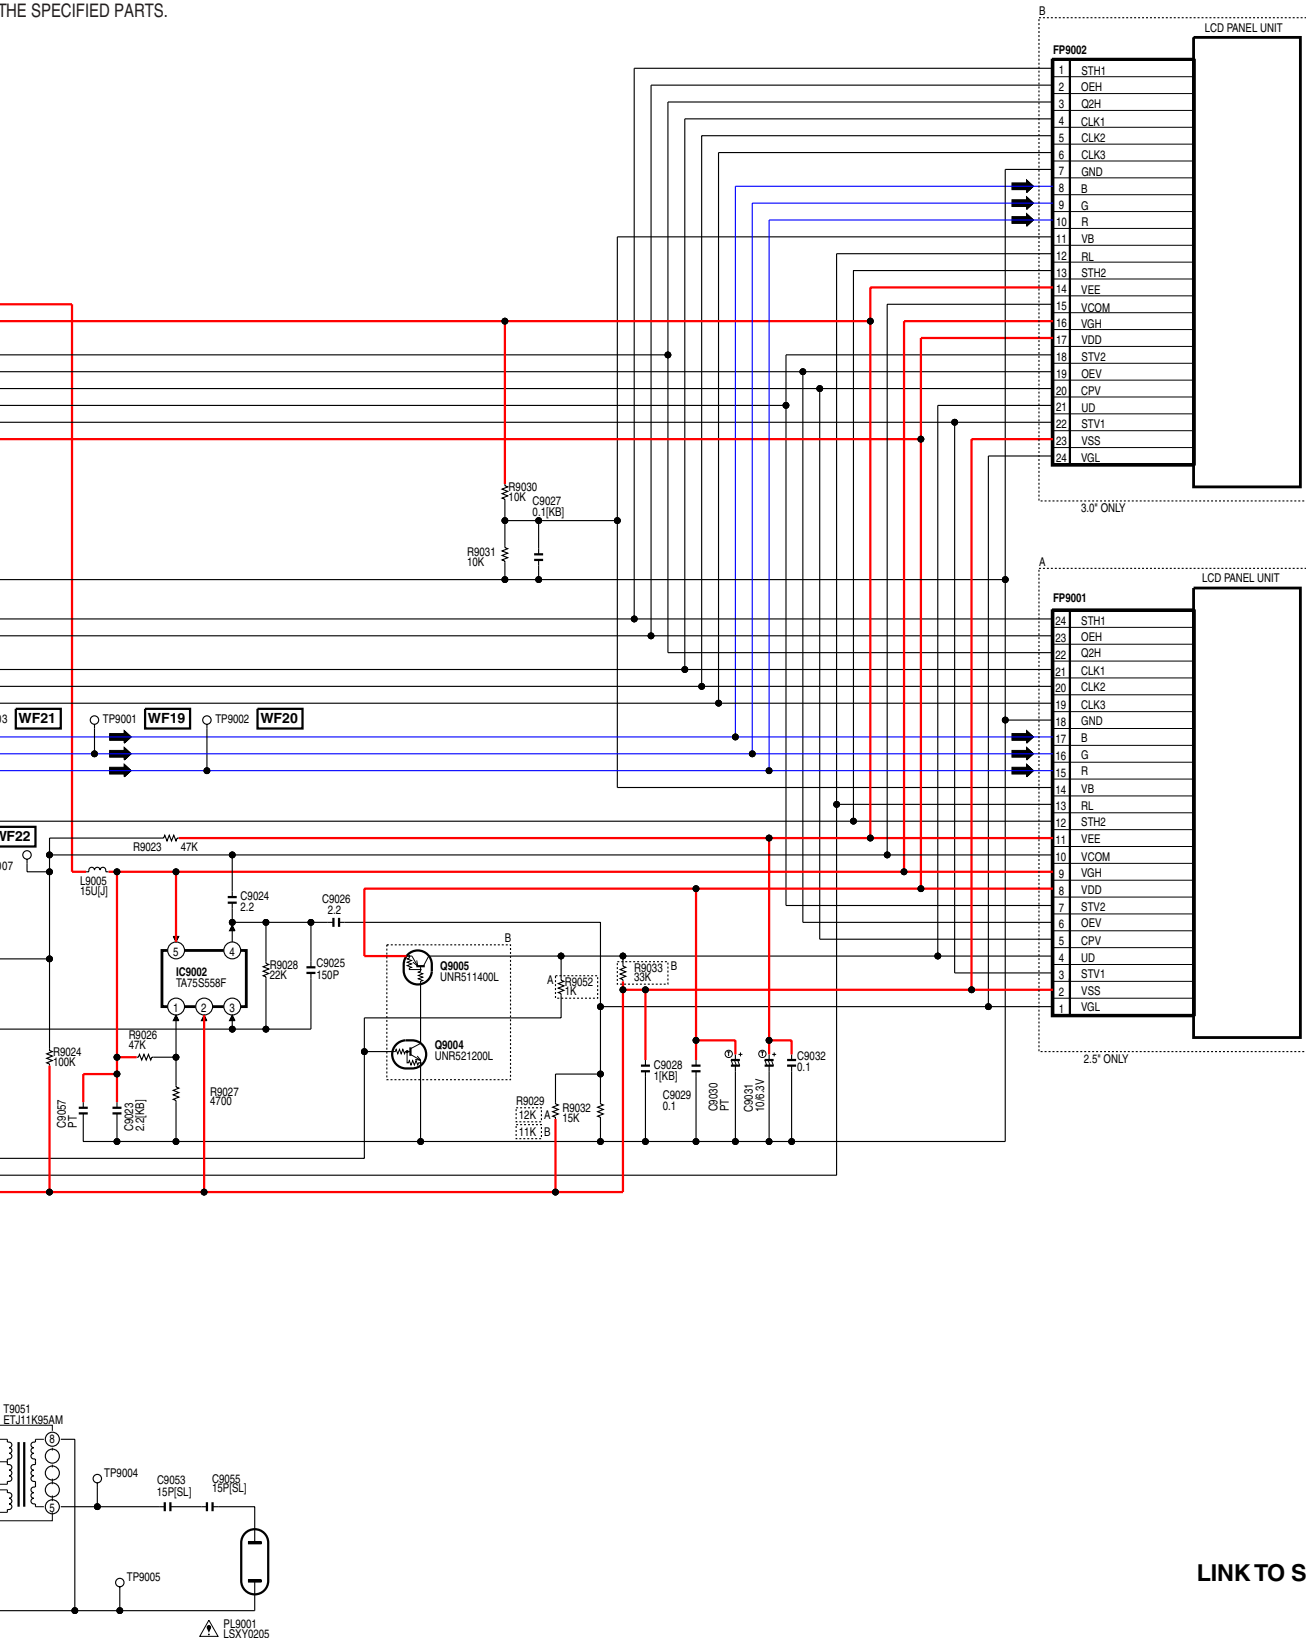 THE SPECIFIED PARTS.
B
LCD PANEL UNIT
FP9002
1 STH1
2 OEH
3 Q2H
4 CLK1
5 CLK2
6 CLK3
7 GND
8 B
9 G
10 R
11 VB
12 RL
13 STH2
14 VEE
15 VCOM
16 VGH
17 VDD
18 STV2
19 OEV
20 CPV
21 UD
22 STV1
23 VSS
24 VGL
3.0" ONLY
R9030
10K
C9027
0.1[KB]
R9031
10K
A
LCD PANEL UNIT
FP9001
24 STH1
23 OEH
22 Q2H
21 CLK1
20 CLK2
19 CLK3
18 GND
17 B
16 G
15 R
14 VB
13 RL
12 STH2
11 VEE
10 VCOM
9 VGH
8 VDD
7 STV2
6 OEV
5 CPV
4 UD
3 STV1
2 VSS
1 VGL
2.5" ONLY
03 WF21 TP9001 WF19 TP9002 WF20
WF22
07
R9023 47K
L9005
15U[J]
C9024
2.2
C9026
2.2
5 4
IC9002
TA75S558F
1 2 3
R9028
22K
C9025
150P
B
Q9005
UNR511400L
Q9004
UNR521200L
A R9052
1K
R9033 B
33K
R9026
47K
R9024
100K
R9027
4700
C9057
PT
C9023
2.2[KB]
R9029
12K A
11K B
R9032
15K
C9028
1[KB]
C9029
0.1
C9030
PT
C9031
10/6.3V
C9032
0.1
T9051
ETJ11K95AM
8
5
TP9004
C9053
15P[SL]
C9055
15P[SL]
TP9005
PL9001
LSXY0205
LINK TO S